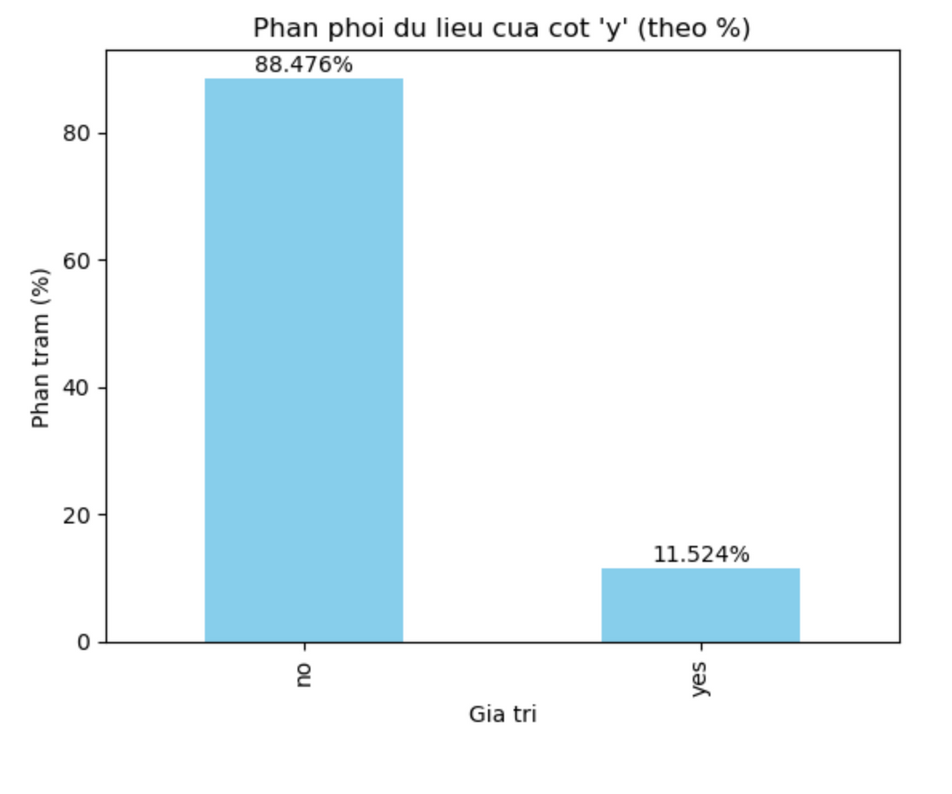 Phan phoi du lieu cua cot 'y' (theo %)
88.476%
11.524%
80
60
40
20
0
Phan tram (%)
no
yes
Gia tri